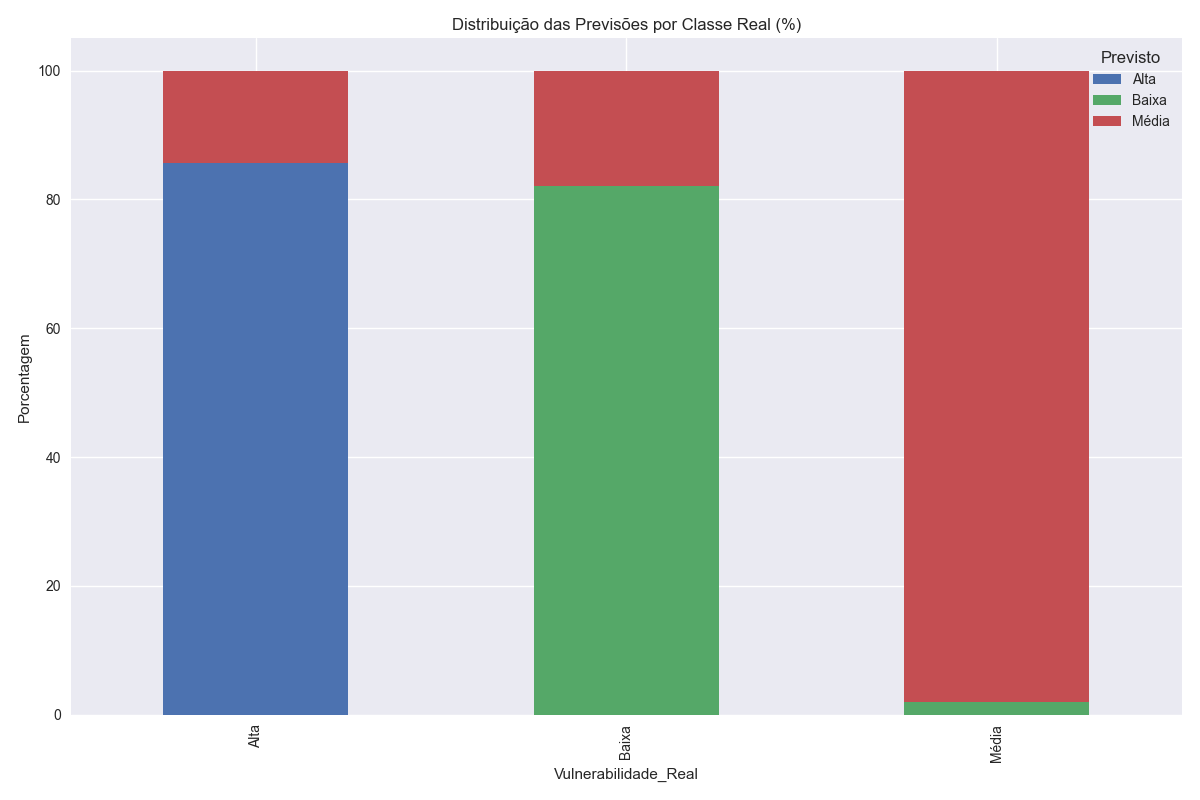 Distribuição das Previsões por Classe Real (%)
Previsto
Alta
Baixa
Média
Porcentagem
100
80
60
40
20
0
Alta
Baixa
Média
Vulnerabilidade_Real